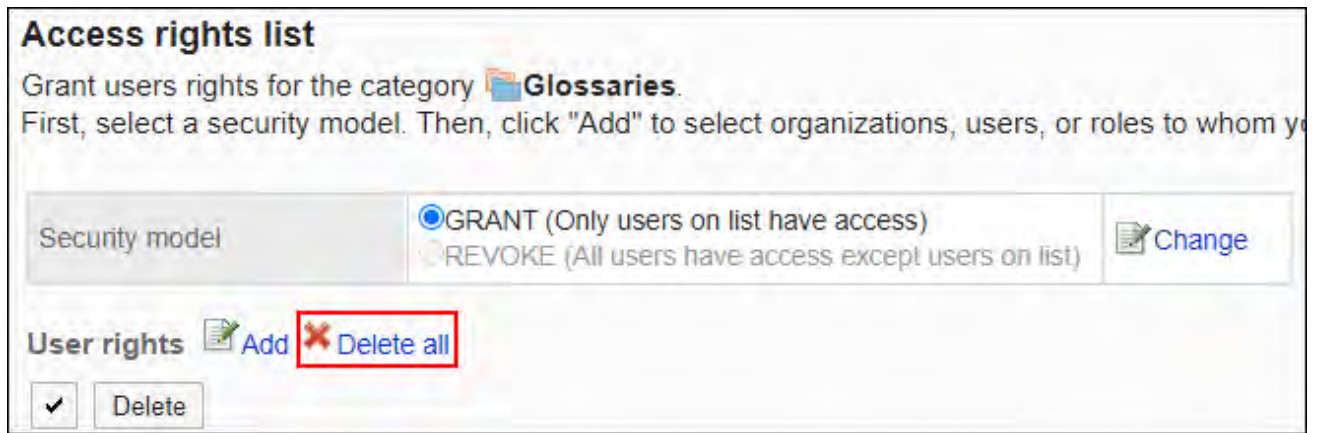 Access rights list
Grant users rights for the category Glossaries.
First, select a security model. Then, click "Add" to select organizations, users, or roles to whom
Security model
GRANT (Only users on list have access)
REVOKE (All users have access except users on list)
Change
User rights Add Delete all
Delete